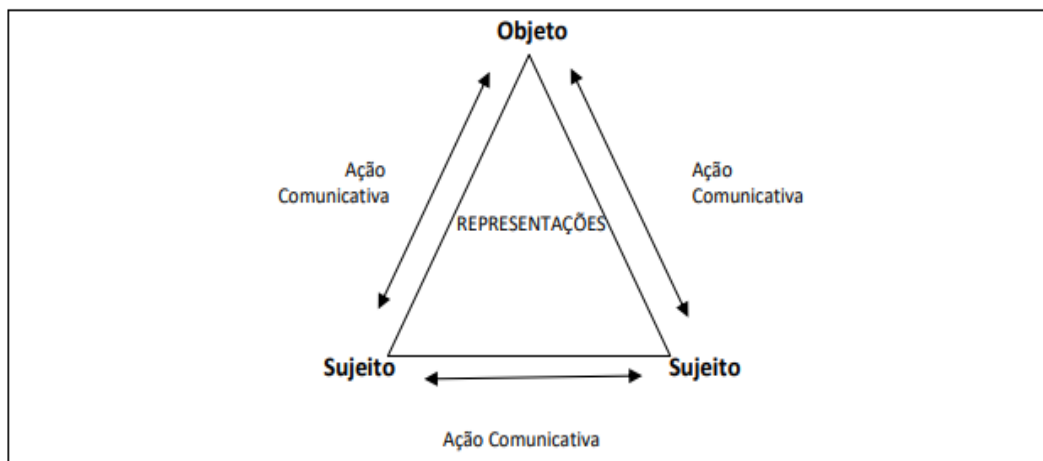 Objeto
Ação
Comunicativa
Ação
Comunicativa
REPRESENTAÇÕES
Sujeito
Sujeito
Ação Comunicativa